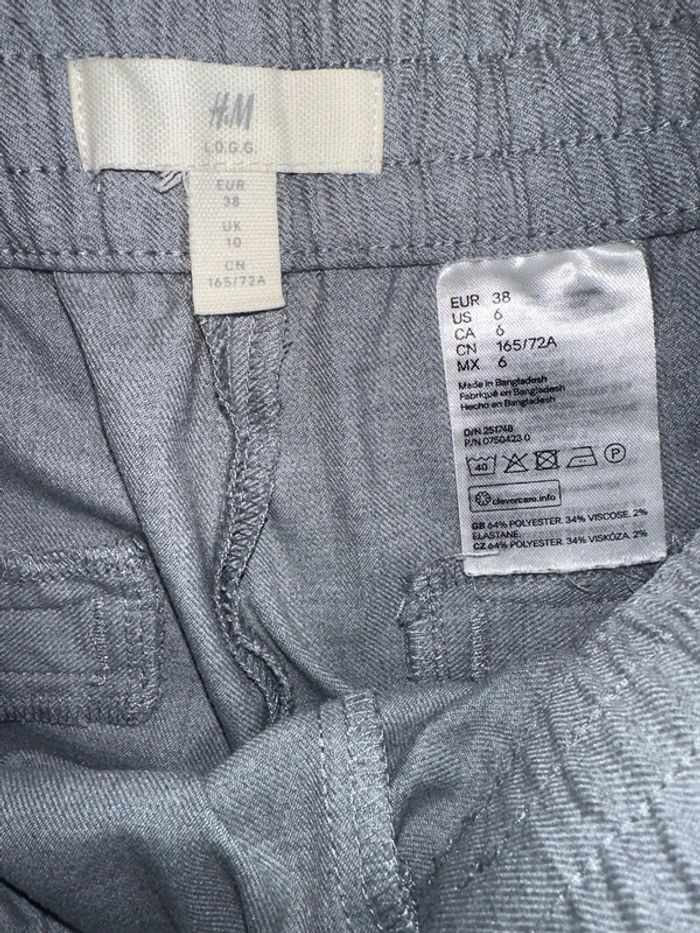 H&M
L.O.G.G.
EUR
38
UK
10
CN
165/72A
EUR 38
US 6
CA 6
CN 165/72A
MX 6
Made in Bangladesh
Fabriqué en Bangladesh
Hecho en Bangladesh
O/N 251748
P/N 0750423 0
40 P
clevercare.info
GB 64% POLYESTER. 34% VISCOSE. 2%
ELASTANE
CZ 64% POLYESTER. 34% VISKÓZA. 2%